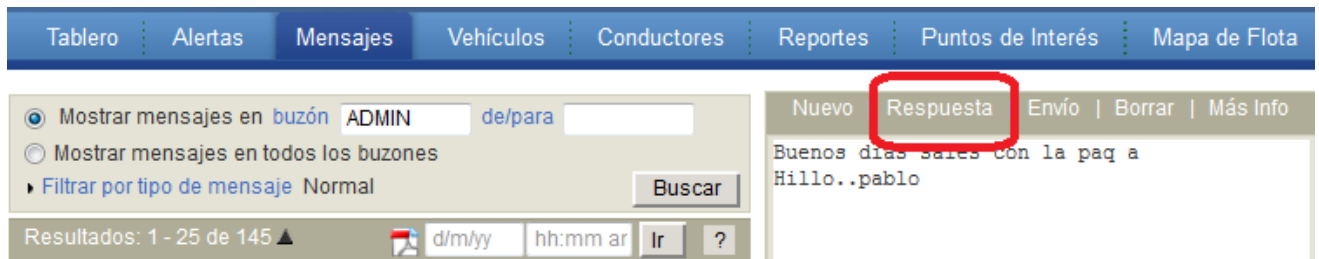 Tablero Alertas Mensajes Vehículos Conductores Reportes Puntos de Interés Mapa de Flota
Mostrar mensajes en buzón ADMIN de/para
Mostrar mensajes en todos los buzones
Filtrar por tipo de mensaje Normal Buscar
Resultados: 1 - 25 de 145 d/m/yy hh:mm ar Ir ?
Nuevo Respuesta Envío | Borrar | Más Info
Buenos dias sales con la paq a
Hillo..pablo